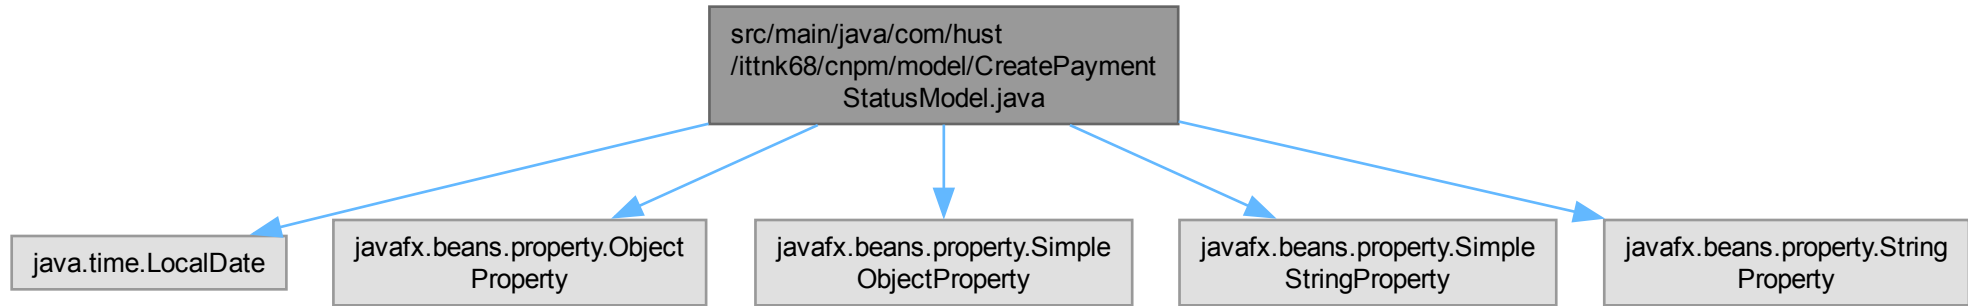 src/main/java/com/hust
/ittnk68/cnpm/model/CreatePayment
StatusModel.java
java.time.LocalDate
javafx.beans.property.Object
Property
javafx.beans.property.Simple
ObjectProperty
javafx.beans.property.Simple
StringProperty
javafx.beans.property.String
Property